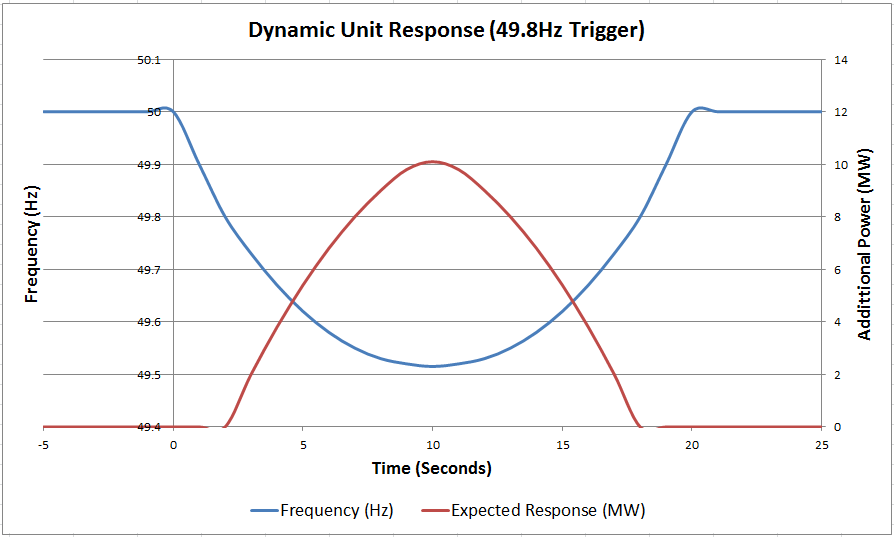 Dynamic Unit Response (49.8Hz Trigger)
50.1
50
49.9
49.8
49.7
49.6
49.5
49.4
14
12
10
8
6
4
2
0
Frequency (Hz)
Addittional Power (MW)
-5 0 5 10 15 20 25
Time (Seconds)
Frequency (Hz) Expected Response (MW)